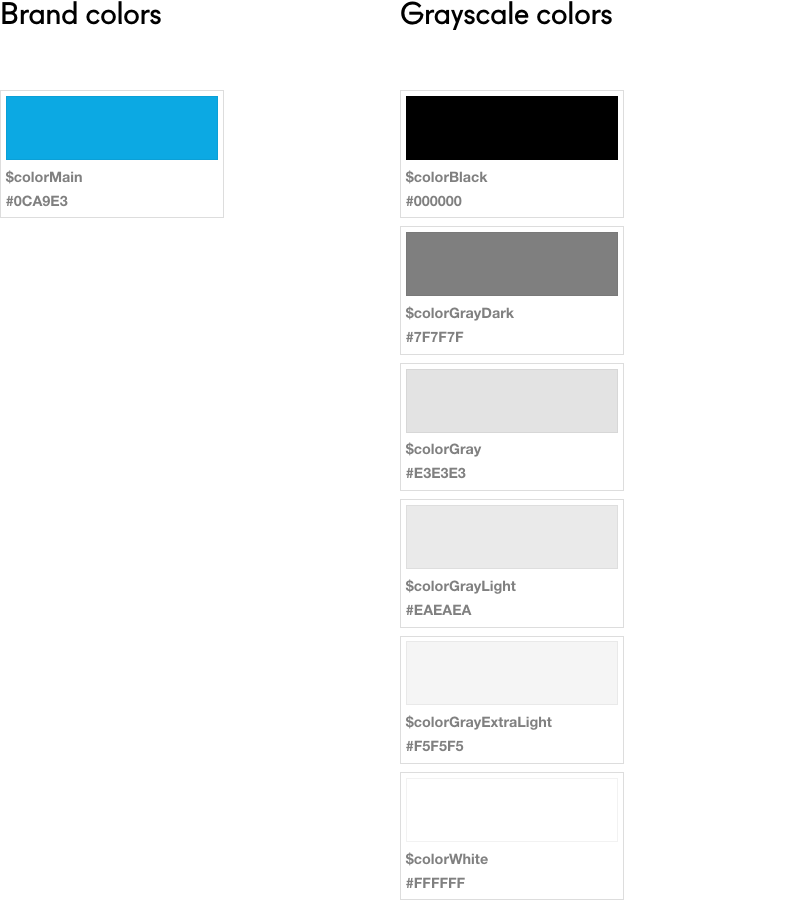 Brand colors
$colorMain
#0CA9E3
Grayscale colors
$colorBlack
#000000
$colorGrayDark
#7F7F7F
$colorGray
#E3E3E3
$colorGrayLight
#EAEAEA
$colorGrayExtraLight
#F5F5F5
$colorWhite
#FFFFFF